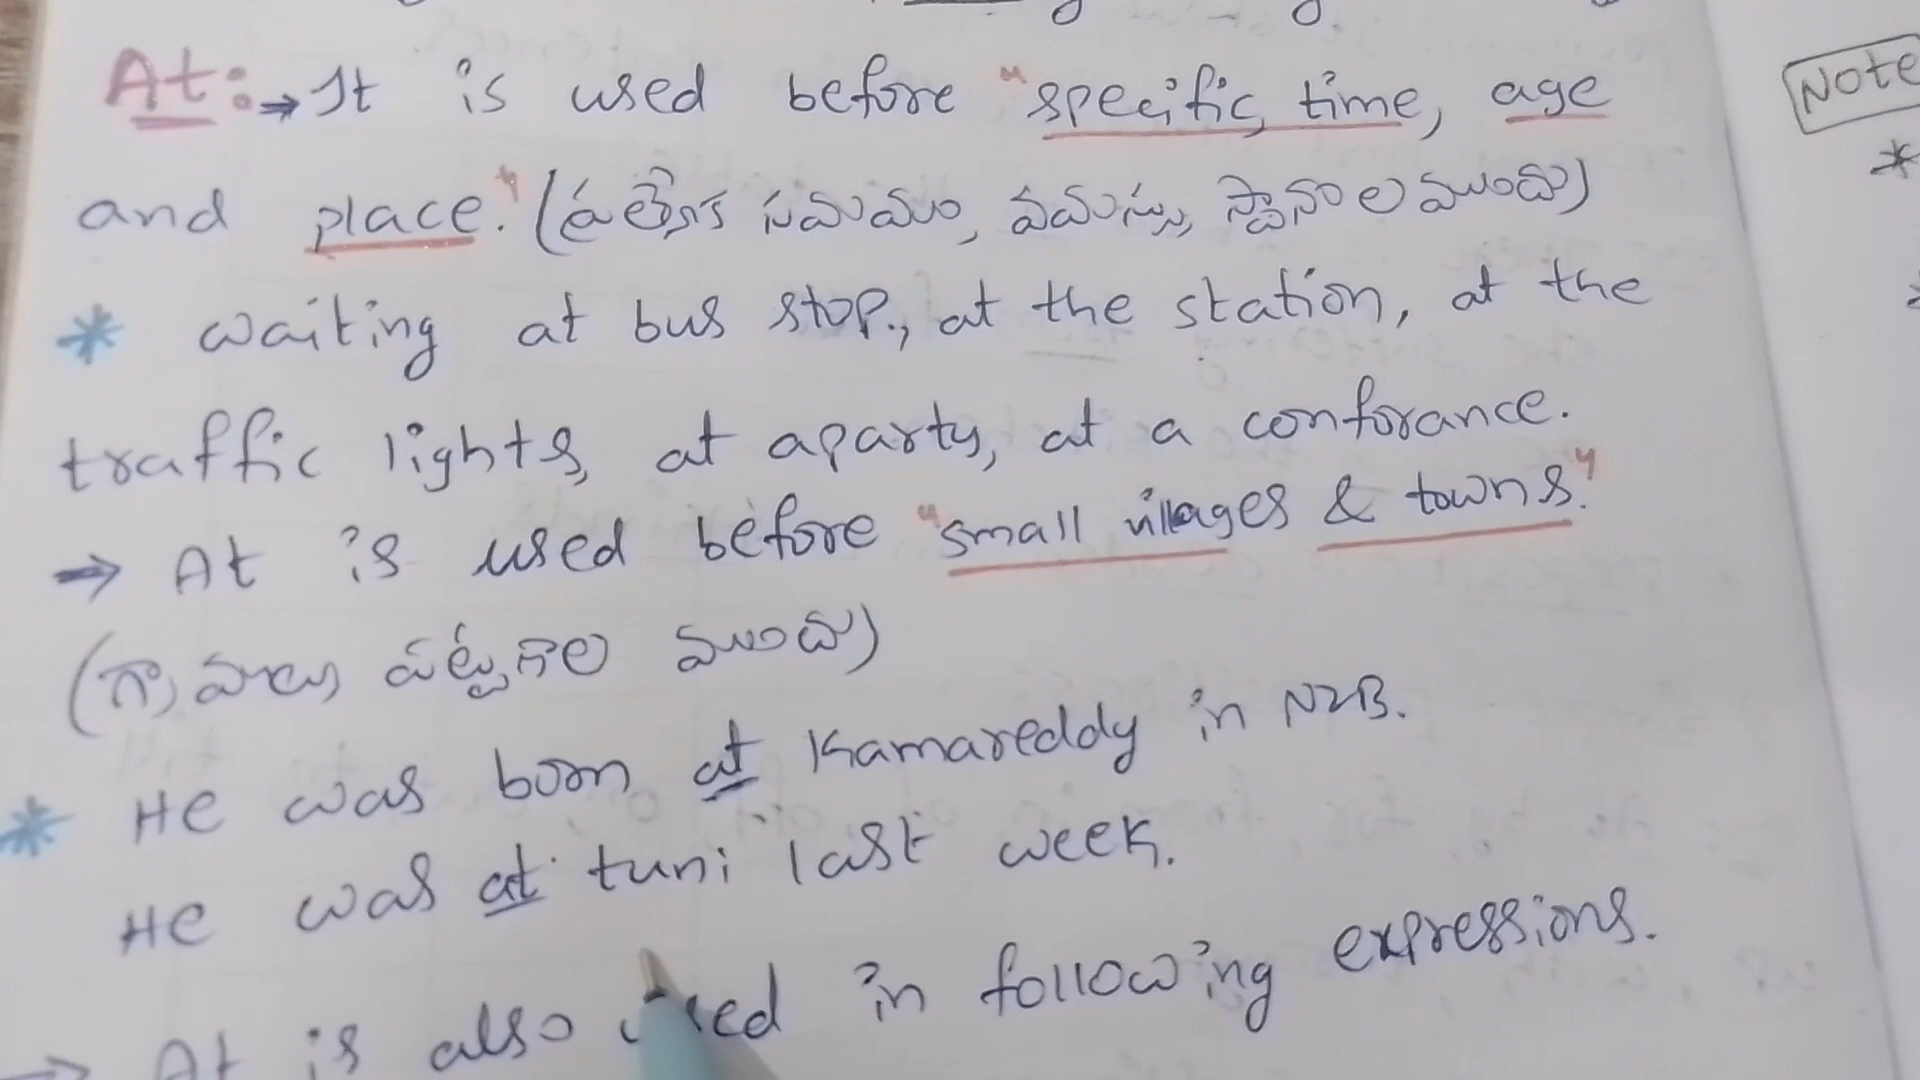 At:→ It is used before "specific, time, age
and place." (ఉతేక సమయం, వయస్సు, స్థానాల ముందు)
* waiting at bus stop., at the station, at the
traffic lights, at aparty, at a conforance.
→ At is used before "small villages & towns."
(గ్రామాలు పట్టణాల ముందు)
* He was born at Kamareddy in NZB.
He was at tuni last week.
→ At is also used in following expressions.
Note
*